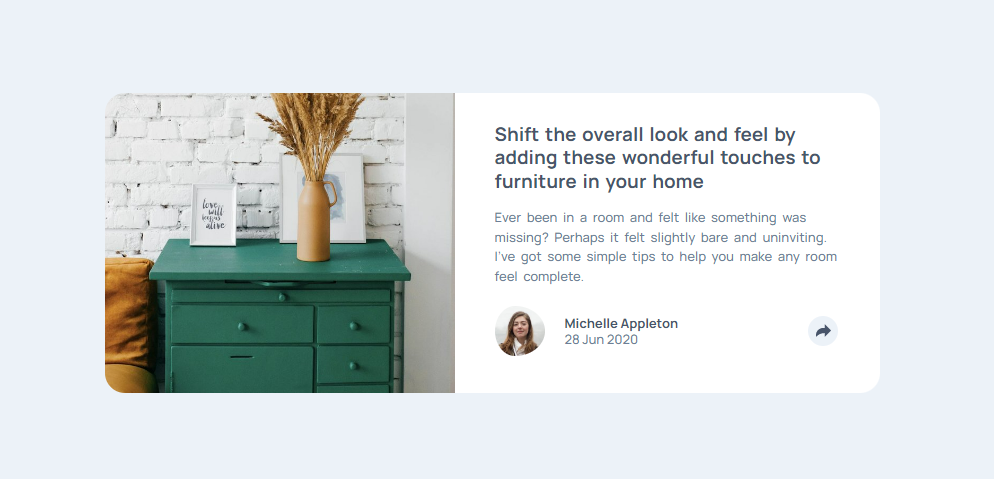 love
will
keep us
alive
Shift the overall look and feel by
adding these wonderful touches to
furniture in your home
Ever been in a room and felt like something was
missing? Perhaps it felt slightly bare and uninviting.
I've got some simple tips to help you make any room
feel complete.
Michelle Appleton
28 Jun 2020